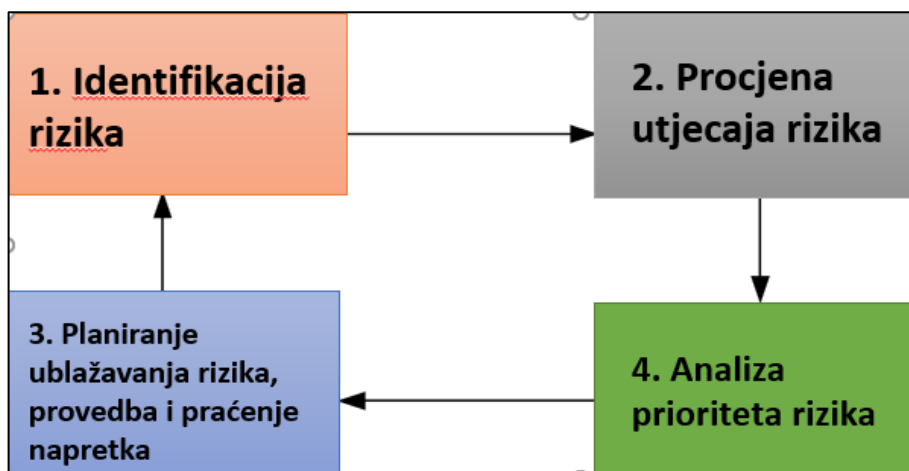 1. Identifikacija
rizika
2. Procjena
utjecaja rizika
3. Planiranje
ublažavanja rizika,
provedba i praćenje
napretka
4. Analiza
prioriteta rizika